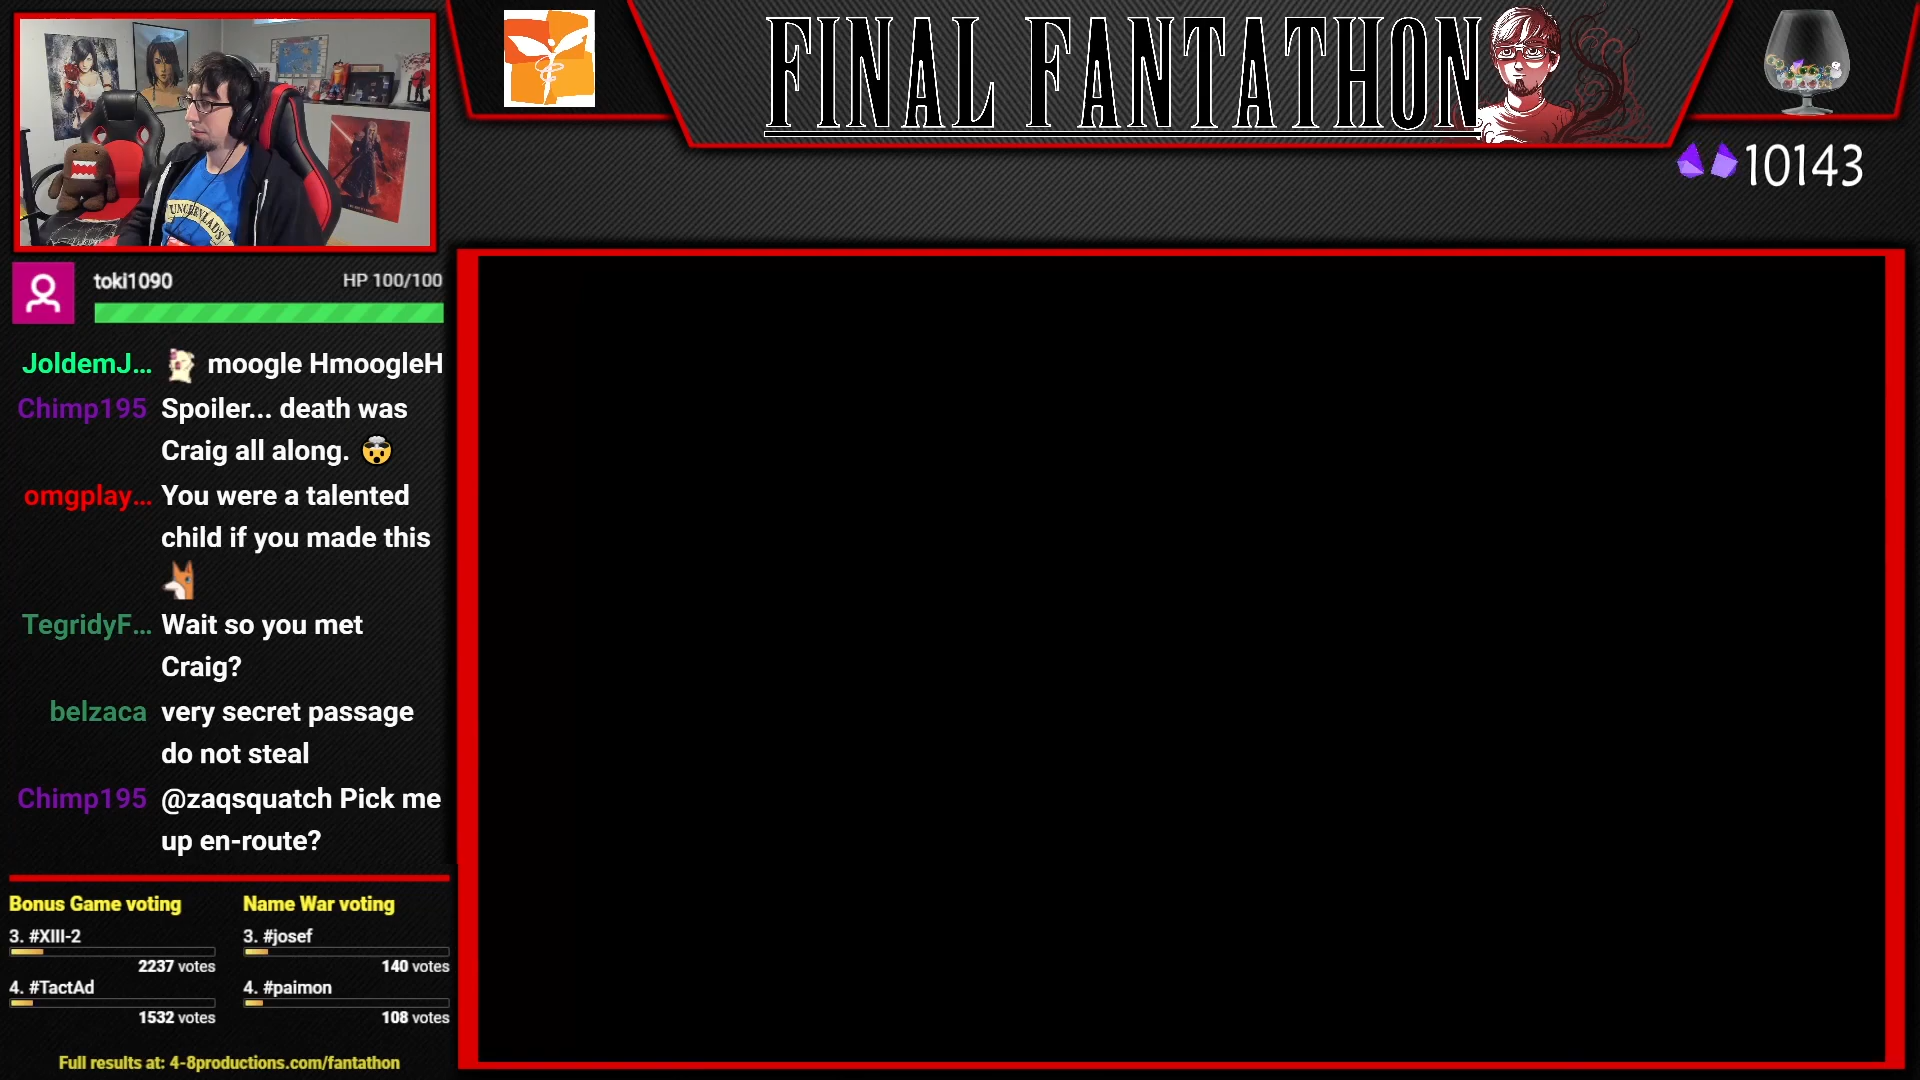 FINAL FANTATHON
10143
UNCLE VLAD'S
toki1090
HP 100/100
JoldemJ... moogle HmoogleH
Chimp195 Spoiler... death was
Craig all along.
omgplay... You were a talented
child if you made this
TegridyF... Wait so you met
Craig?
belzaca very secret passage
do not steal
Chimp195 @zaqsquatch Pick me
up en-route?
Bonus Game voting
Name War voting
3. #XIII-2
3. #josef
2237 votes
140 votes
4. #TactAd
4. #paimon
1532 votes
108 votes
Full results at: 4-8productions.com/fantathon